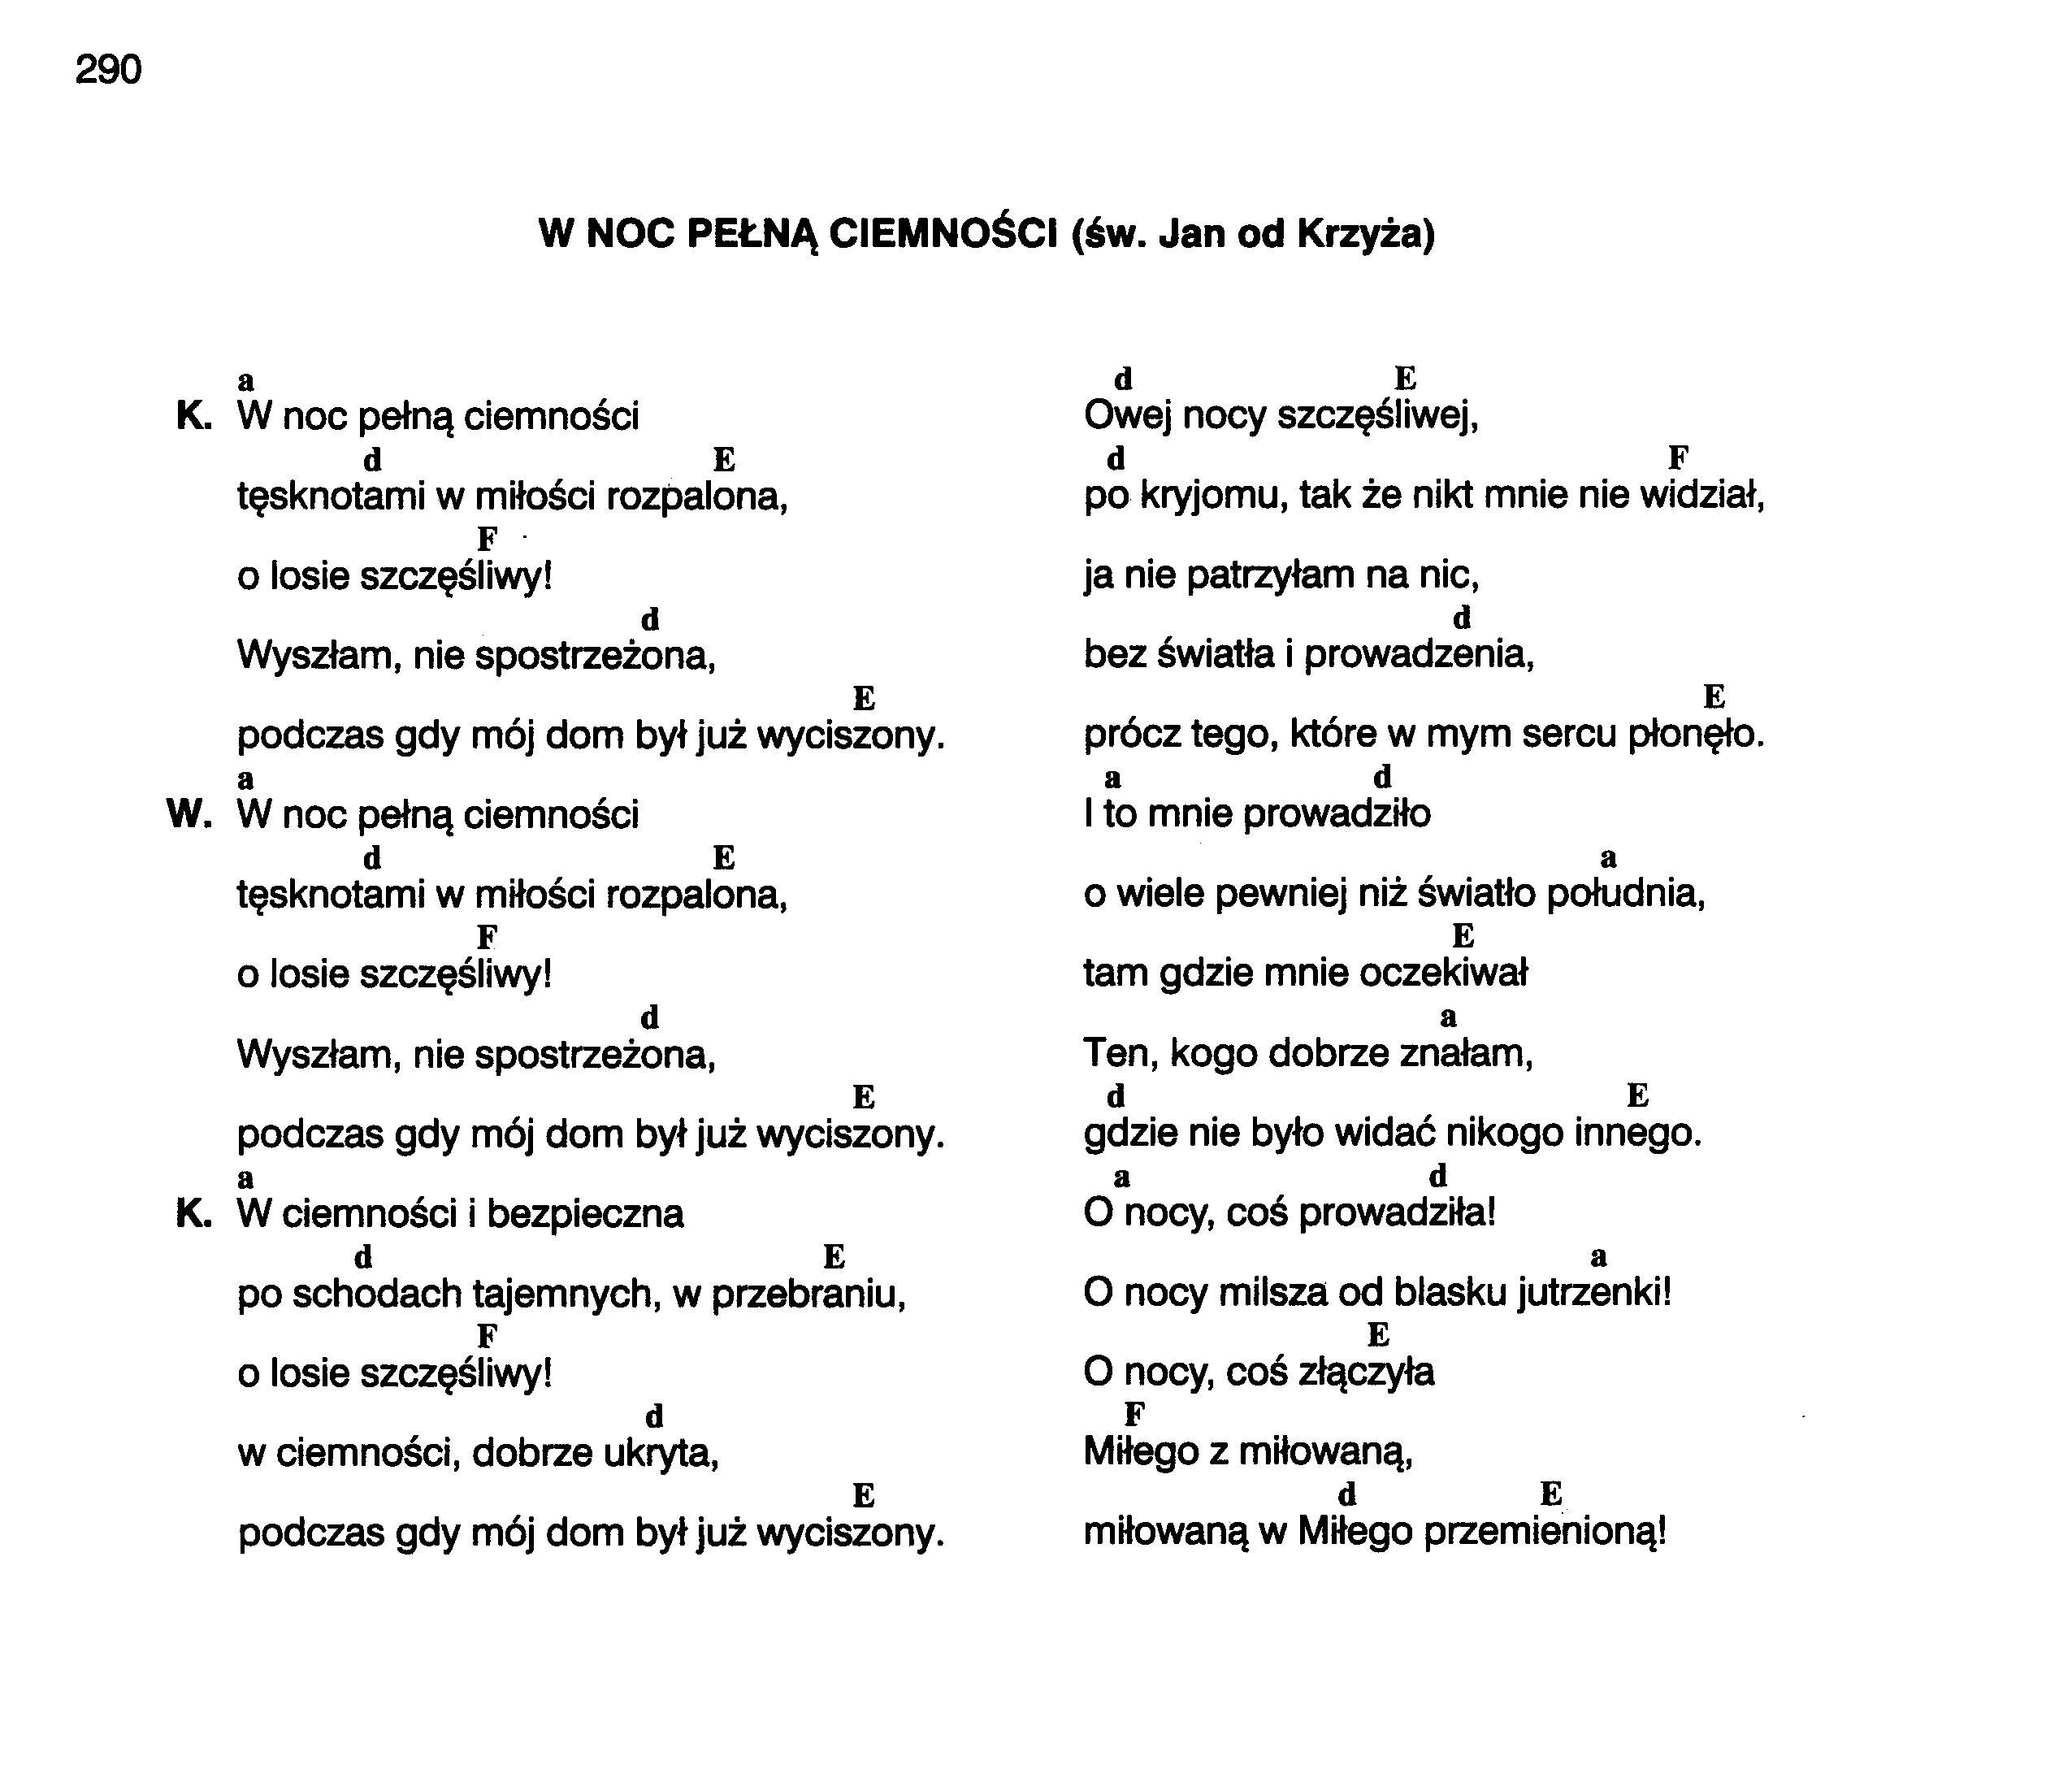 290
W NOC PEŁNĄ CIEMNOŚCI (św. Jan od Krzyża)
a
K. W noc pełną ciemności
d E
tęsknotami w miłości rozpalona,
F
o losie szczęśliwy!
d
Wyszłam, nie spostrzeżona,
E
podczas gdy mój dom był już wyciszony.
a
W. W noc pełną ciemności
d E
tęsknotami w miłości rozpalona,
F
o losie szczęśliwy!
d
Wyszłam, nie spostrzeżona,
E
podczas gdy mój dom był już wyciszony.
a
K. W ciemności i bezpieczna
d E
po schodach tajemnych, w przebraniu,
F
o losie szczęśliwy!
d
w ciemności, dobrze ukryta,
E
podczas gdy mój dom był już wyciszony.
d E
Owej nocy szczęśliwej,
d F
po kryjomu, tak że nikt mnie nie widział,
ja nie patrzyłam na nic,
d
bez światła i prowadzenia,
E
prócz tego, które w mym sercu płonęło.
a d
I to mnie prowadziło
a
o wiele pewniej niż światło południa,
E
tam gdzie mnie oczekiwał
a
Ten, kogo dobrze znałam,
d E
gdzie nie było widać nikogo innego.
a d
O nocy, coś prowadziła!
a
O nocy milsza od blasku jutrzenki!
E
O nocy, coś złączyła
F
Miłego z miłowaną,
d E
miłowaną w Miłego przemienioną!